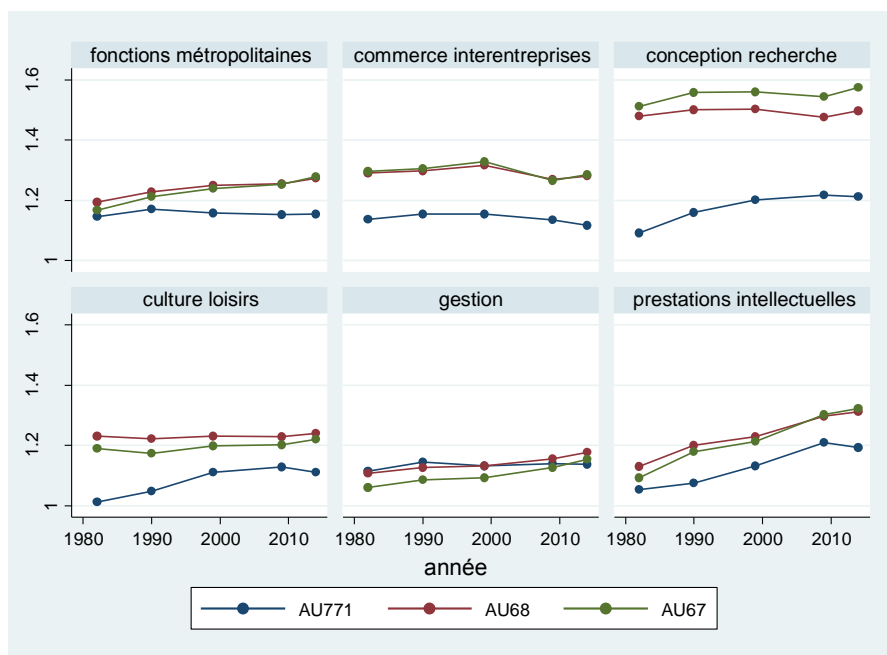 fonctions métropolitaines
commerce interentreprises
conception recherche
1.6
1.4
1.2
1
culture loisirs
gestion
prestations intellectuelles
1.6
1.4
1.2
1
1980 1990 2000 2010
1980 1990 2000 2010
1980 1990 2000 2010
année
AU771 AU68 AU67